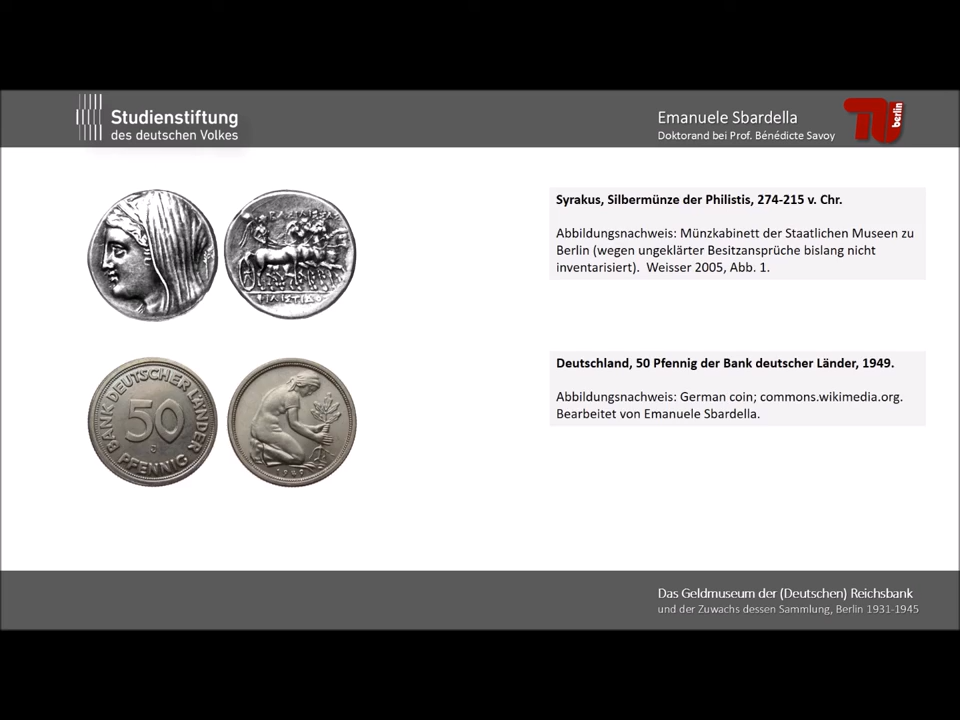 Studienstiftung
des deutschen Volkes
Emanuele Sbardella
Doktorand bei Prof. Bénédicte Savoy
berlin
Syrakus, Silbermünze der Philistis, 274-215 v. Chr.
Abbildungsnachweis: Münzkabinett der Staatlichen Museen zu
Berlin (wegen ungeklärter Besitzansprüche bislang nicht
inventarisiert).  Weisser 2005, Abb. 1.
Deutschland, 50 Pfennig der Bank deutscher Länder, 1949.
Abbildungsnachweis: German coin; commons.wikimedia.org.
Bearbeitet von Emanuele Sbardella.
BANK DEUTSCHER LÄNDER
50
J
PFENNIG
1949
Das Geldmuseum der (Deutschen) Reichsbank
und der Zuwachs dessen Sammlung, Berlin 1931-1945